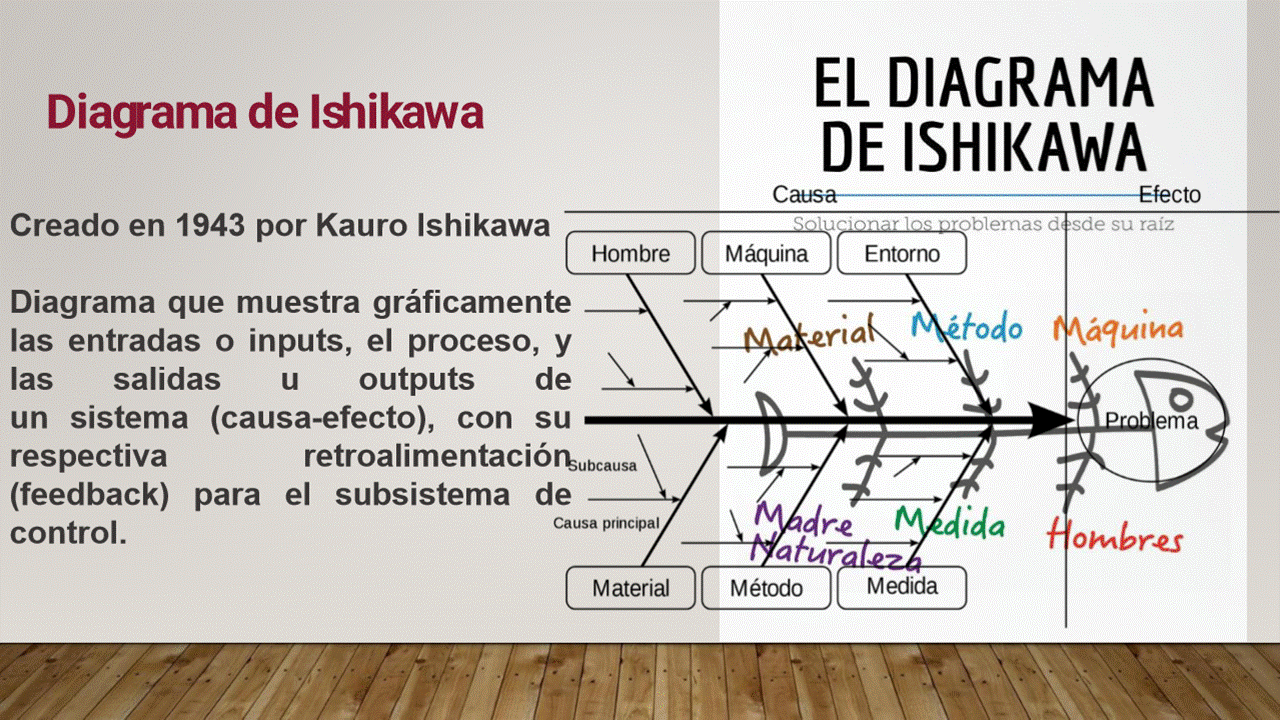 Diagrama de Ishikawa
Creado en 1943 por Kauro Ishikawa
Diagrama que muestra gráficamente
las entradas o inputs, el proceso, y
las salidas u outputs de
un sistema (causa-efecto), con su
respectiva retroalimentación
(feedback) para el subsistema de
control.
EL DIAGRAMA
DE ISHIKAWA
Causa
Efecto
Solucionar los problemas desde su raíz
Hombre
Máquina
Entorno
Material
Método
Máquina
Problema
Subcausa
Causa principal
Madre
Naturaleza
Medida
Hombres
Material
Método
Medida